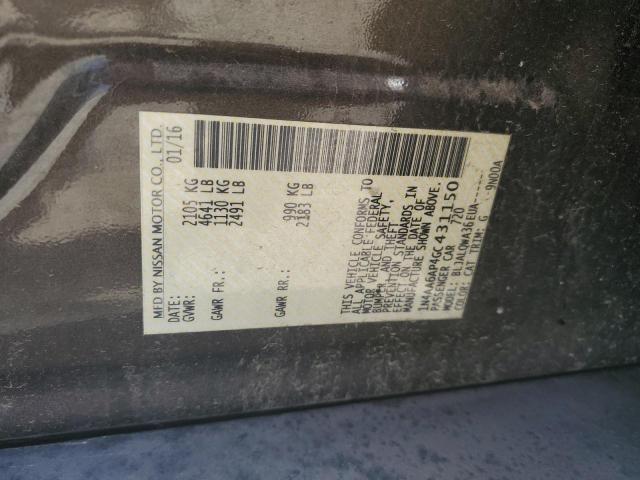 MFD BY NISSAN MOTOR CO., LTD.
DATE: 01/16
GVWR: 2105 KG
4641 LB
GAWR FR.: 1130 KG
2491 LB
GAWR RR.: 990 KG
2183 LB
THIS VEHICLE CONFORMS TO
ALL APPLICABLE FEDERAL
MOTOR VEHICLE SAFETY,
BUMPER, AND THEFT
PREVENTION STANDARDS IN
EFFECT ON THE DATE OF
MANUFACTURE SHOWN ABOVE.
1N4AA6AP4GC431150
PASSENGER CAR 720
MODEL: BLJALOWA36EUA-----
COLOR: CAT TRIM: G 9N00A